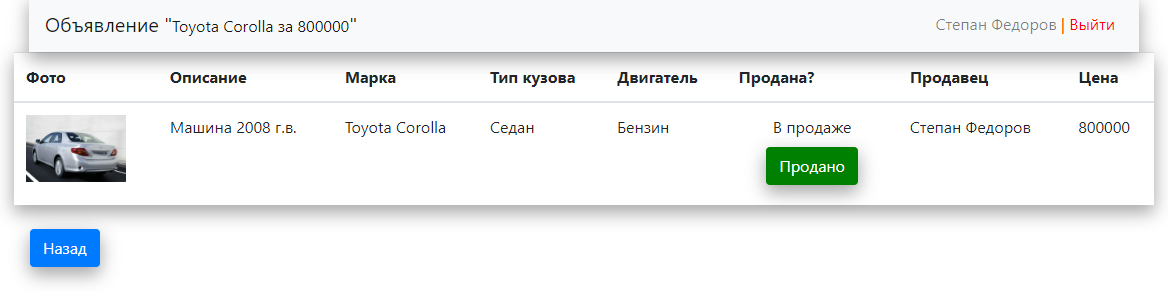 Объявление "Toyota Corolla за 800000"
Степан Федоров | Выйти
Фото Описание Марка Тип кузова Двигатель Продана? Продавец Цена
Машина 2008 г.в. Toyota Corolla Седан Бензин В продаже Степан Федоров 800000
Продано
Назад